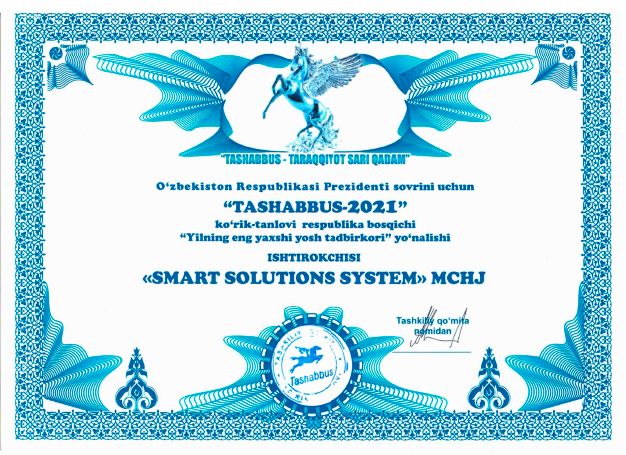 "TASHABBUS - TARAQQIYOT SARI QADAM"
O'zbekiston Respublikasi Prezidenti sovrini uchun
"TASHABBUS-2021"
ko'rik-tanlovi respublika bosqichi
"Yilning eng yaxshi yosh tadbirkori" yo'nalishi
ISHTIROKCHISI
«SMART SOLUTIONS SYSTEM» MCHJ
Tashkiliy qo'mita
nomidan
Tashabbus